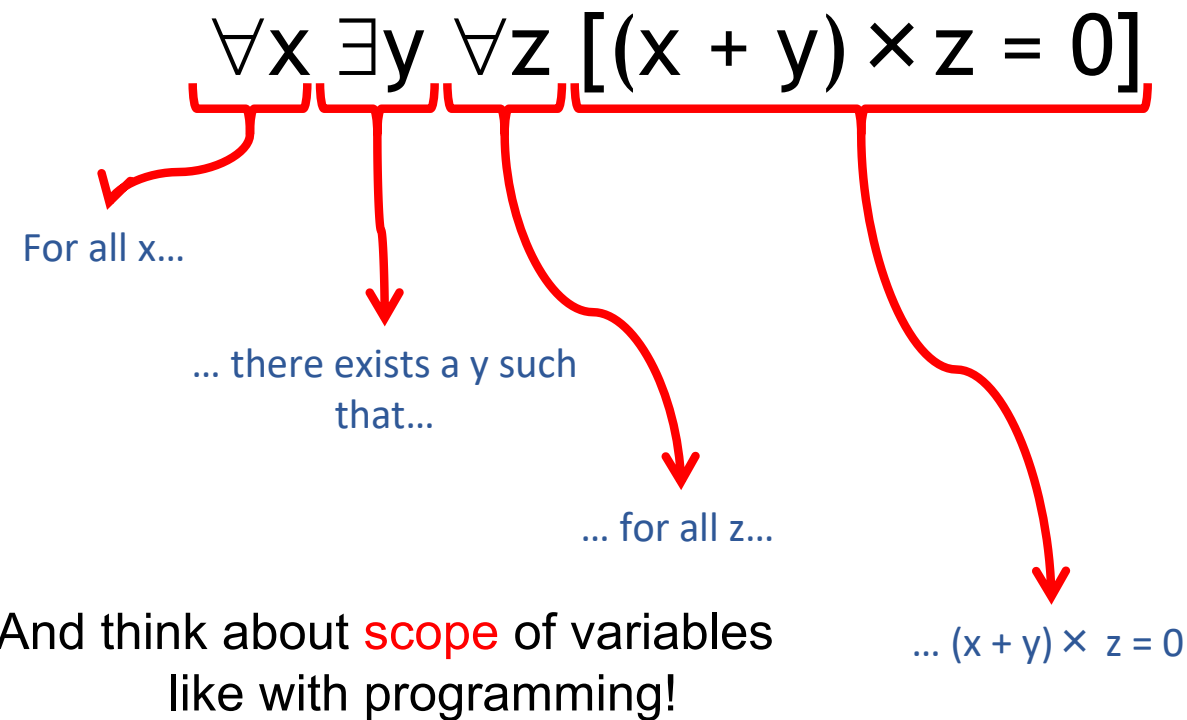 ∀x ∃y ∀z [(x + y) × z = 0]
For all x…
… there exists a y such
that…
… for all z…
And think about scope of variables
like with programming!
… (x + y) × z = 0